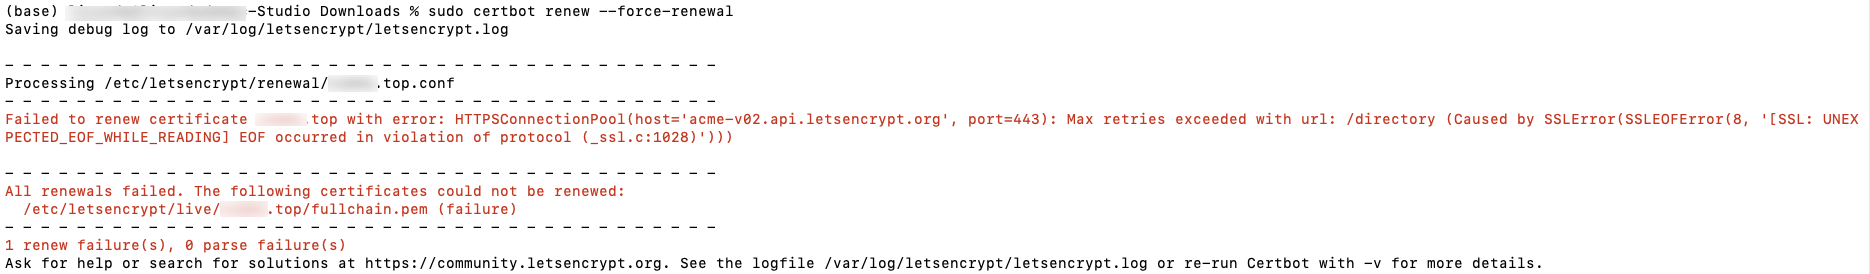 (base) -Studio Downloads % sudo certbot renew --force-renewal
Saving debug log to /var/log/letsencrypt/letsencrypt.log
- - - - - - - - - - - - - - - - - - - - - - - - - - - - - - - - - - - - - - - -
Processing /etc/letsencrypt/renewal/ .top.conf
- - - - - - - - - - - - - - - - - - - - - - - - - - - - - - - - - - - - - - - -
Failed to renew certificate .top with error: HTTPSConnectionPool(host='acme-v02.api.letsencrypt.org', port=443): Max retries exceeded with url: /directory (Caused by SSLError(SSLEOFError(8, '[SSL: UNEX
PECTED_EOF_WHILE_READING] EOF occurred in violation of protocol (_ssl.c:1028)')))
- - - - - - - - - - - - - - - - - - - - - - - - - - - - - - - - - - - - - - - -
All renewals failed. The following certificates could not be renewed:
/etc/letsencrypt/live/ .top/fullchain.pem (failure)
- - - - - - - - - - - - - - - - - - - - - - - - - - - - - - - - - - - - - - - -
1 renew failure(s), 0 parse failure(s)
Ask for help or search for solutions at https://community.letsencrypt.org. See the logfile /var/log/letsencrypt/letsencrypt.log or re-run Certbot with -v for more details.